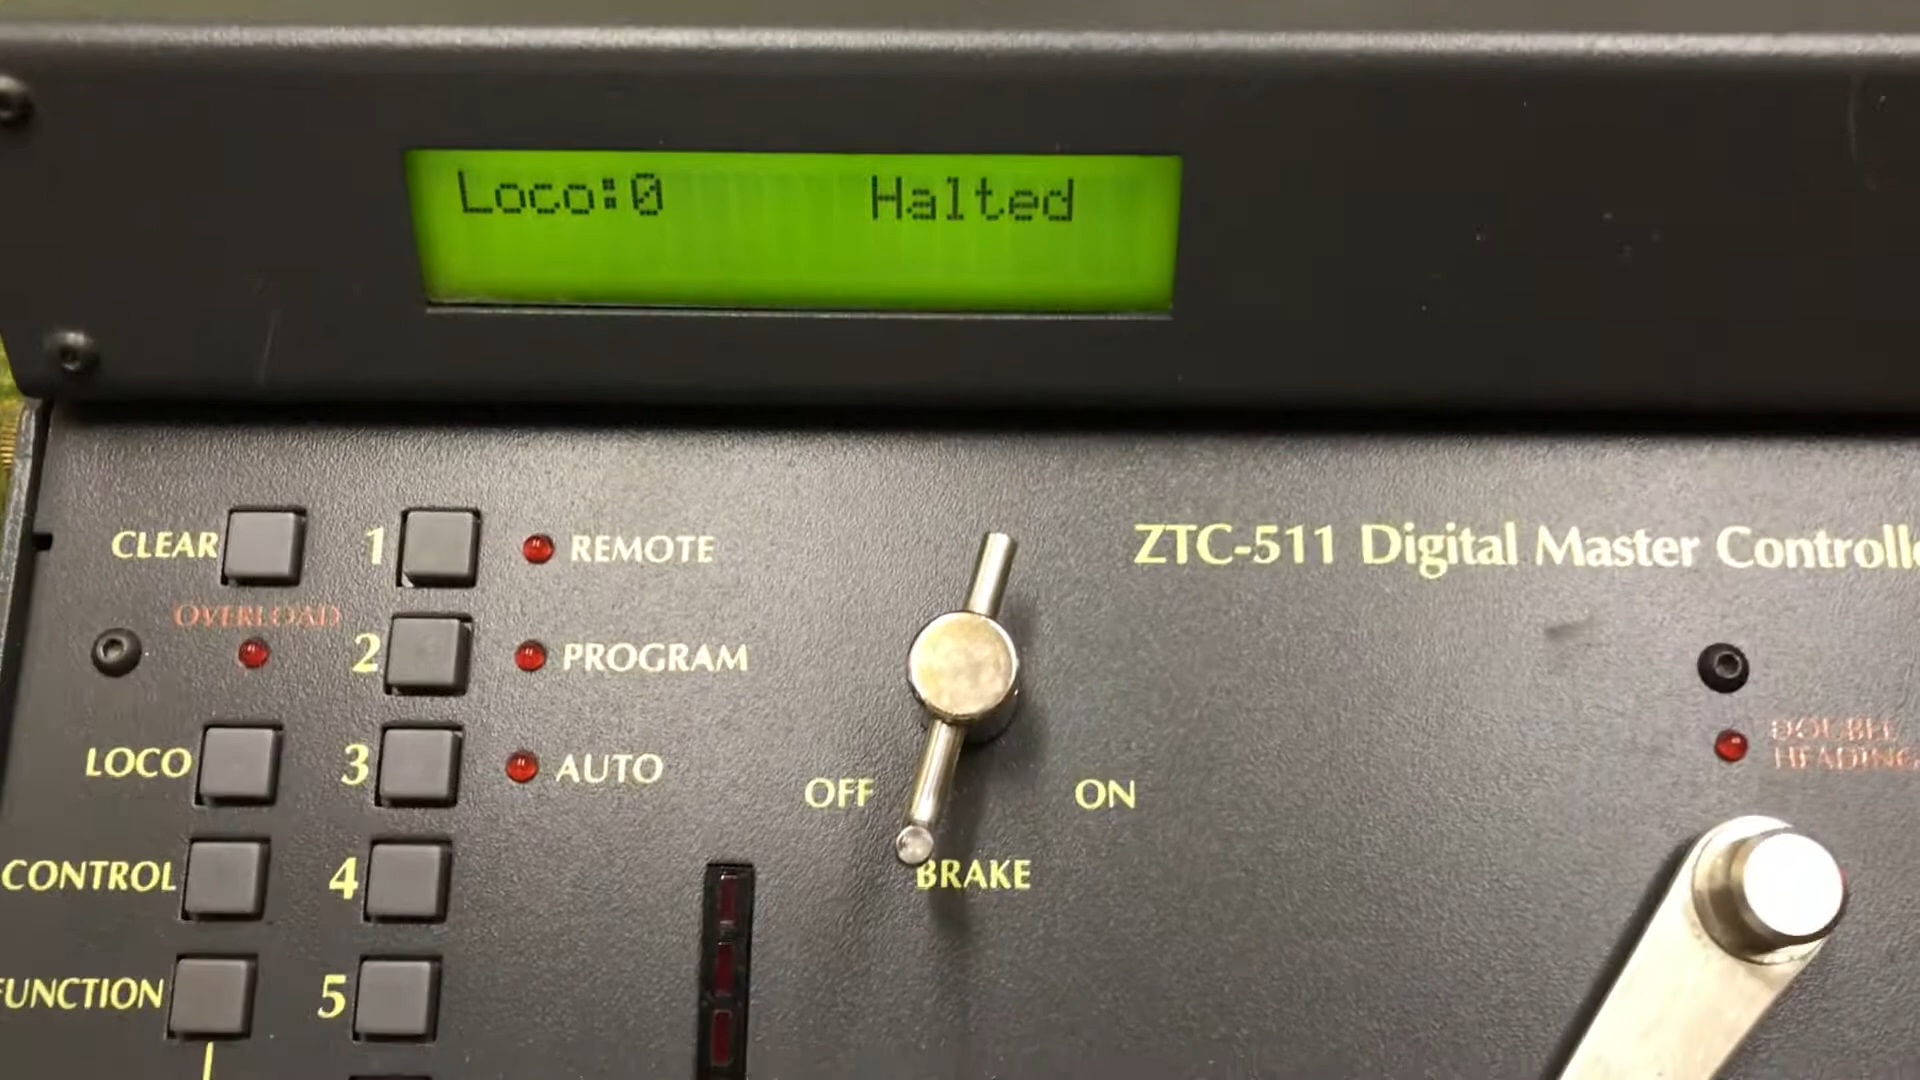 Loco:0 Halted
ZTC-511 Digital Master Controlle
CLEAR 1 REMOTE
OVERLOAD
2 PROGRAM
DOUBLE
HEADING
LOCO 3 AUTO
OFF ON
CONTROL 4
BRAKE
FUNCTION 5